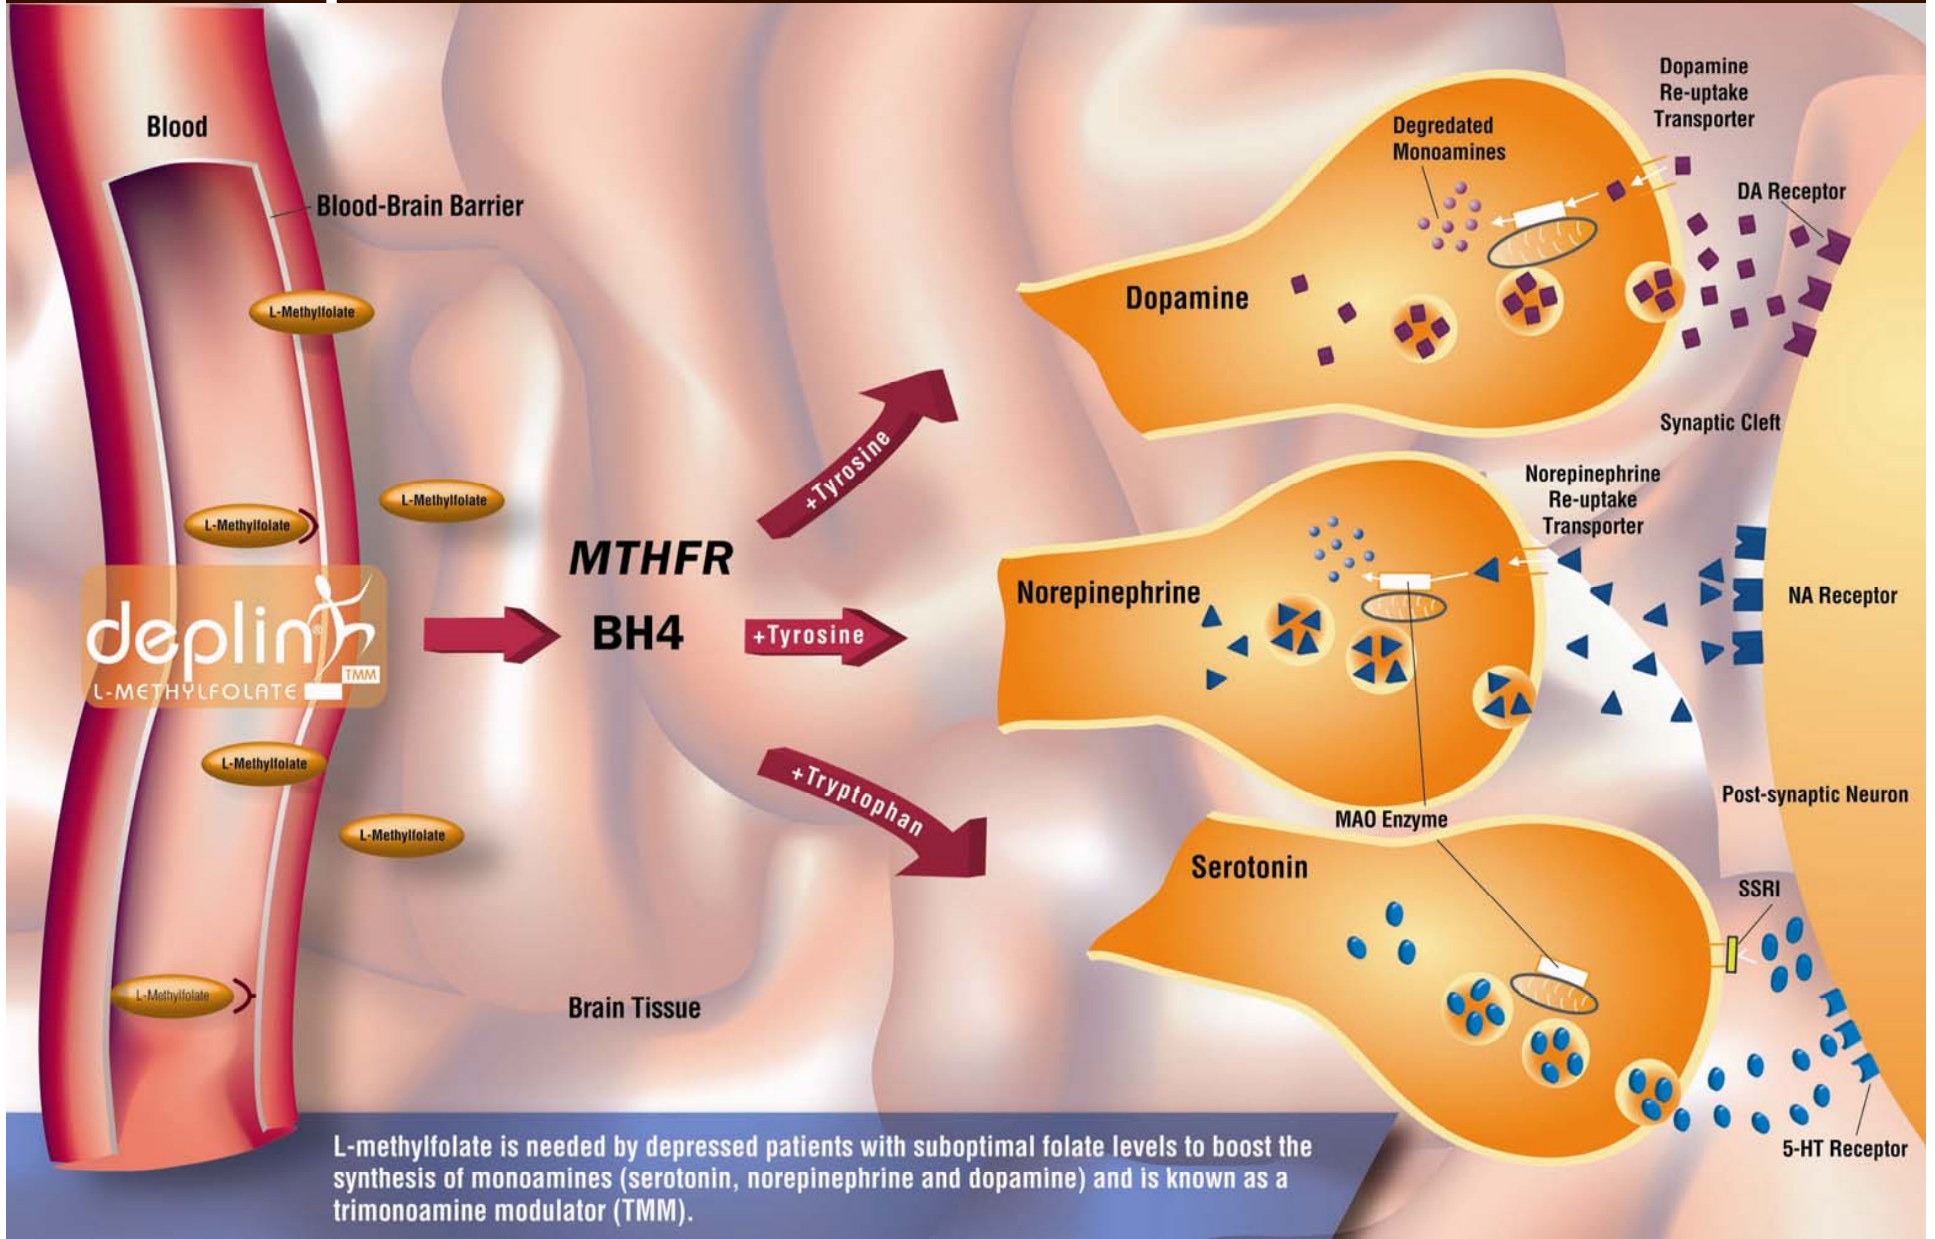 Blood
Blood-Brain Barrier
L-Methylfolate
L-Methylfolate
L-Methylfolate
deplin®
L-METHYLFOLATE
TMM
L-Methylfolate
L-Methylfolate
L-Methylfolate
MTHFR
BH4
+Tyrosine
+Tyrosine
+Tryptophan
Brain Tissue
Dopamine
Re-uptake
Transporter
Degredated
Monoamines
DA Receptor
Dopamine
Synaptic Cleft
Norepinephrine
Re-uptake
Transporter
Norepinephrine
NA Receptor
Post-synaptic Neuron
MAO Enzyme
Serotonin
SSRI
5-HT Receptor
L-methylfolate is needed by depressed patients with suboptimal folate levels to boost the
synthesis of monoamines (serotonin, norepinephrine and dopamine) and is known as a
trimonoamine modulator (TMM).